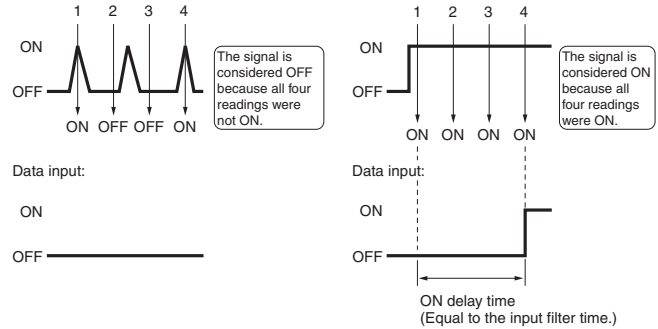 1 2 3 4
ON
OFF
The signal is
considered OFF
because all four
readings were
not ON.
ON OFF OFF ON
Data input:
ON
OFF
1 2 3 4
ON
OFF
The signal is
considered ON
because all
four readings
were ON.
ON ON ON ON
Data input:
ON
OFF
ON delay time
(Equal to the input filter time.)